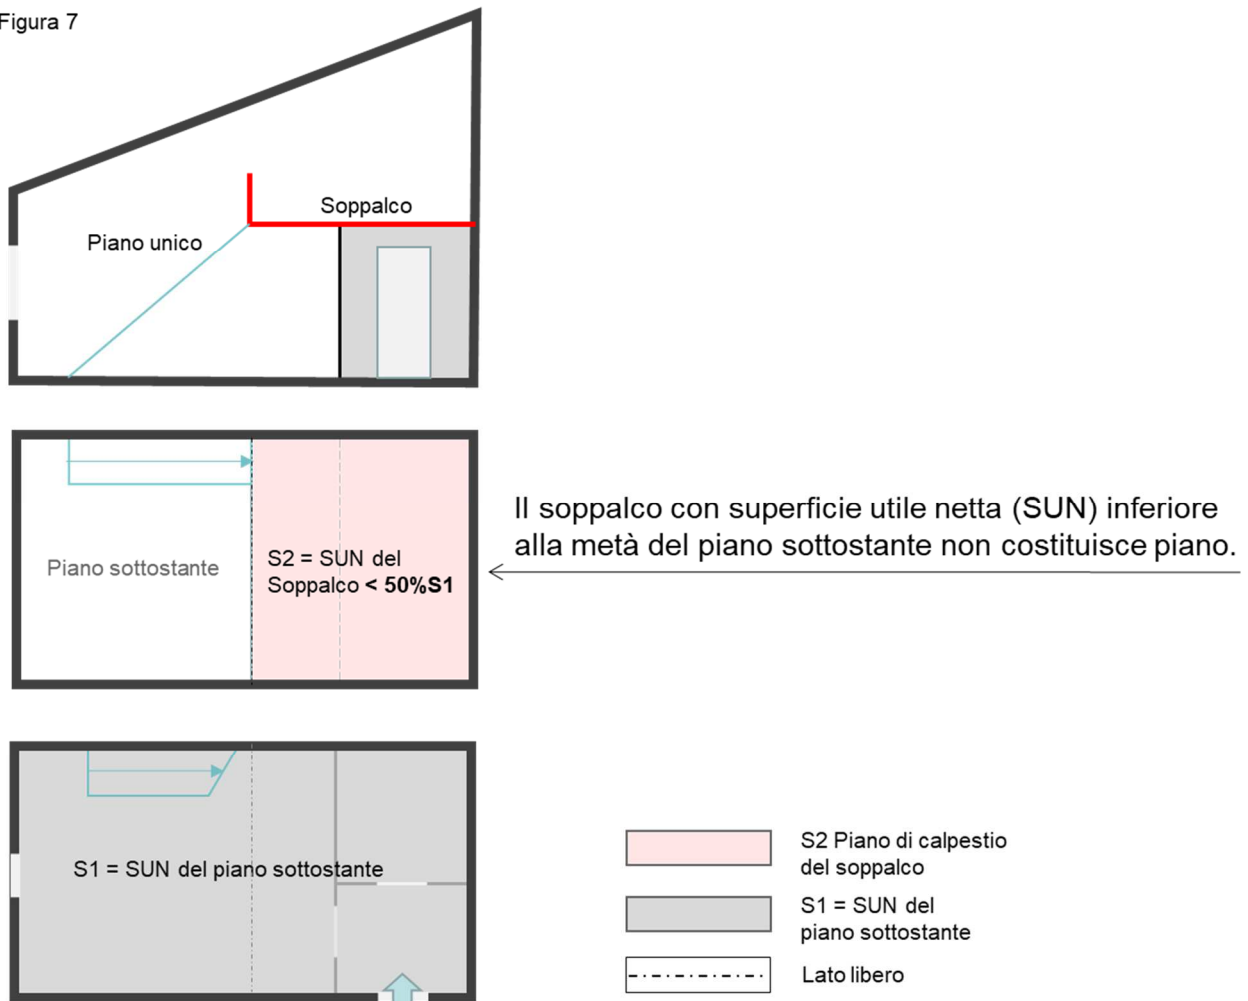 Figura 7
Soppalco
Piano unico
Il soppalco con superficie utile netta (SUN) inferiore
alla metà del piano sottostante non costituisce piano.
Piano sottostante
S2 = SUN del
Soppalco < 50%S1
S1 = SUN del piano sottostante
S2 Piano di calpestio
del soppalco
S1 = SUN del
piano sottostante
Lato libero